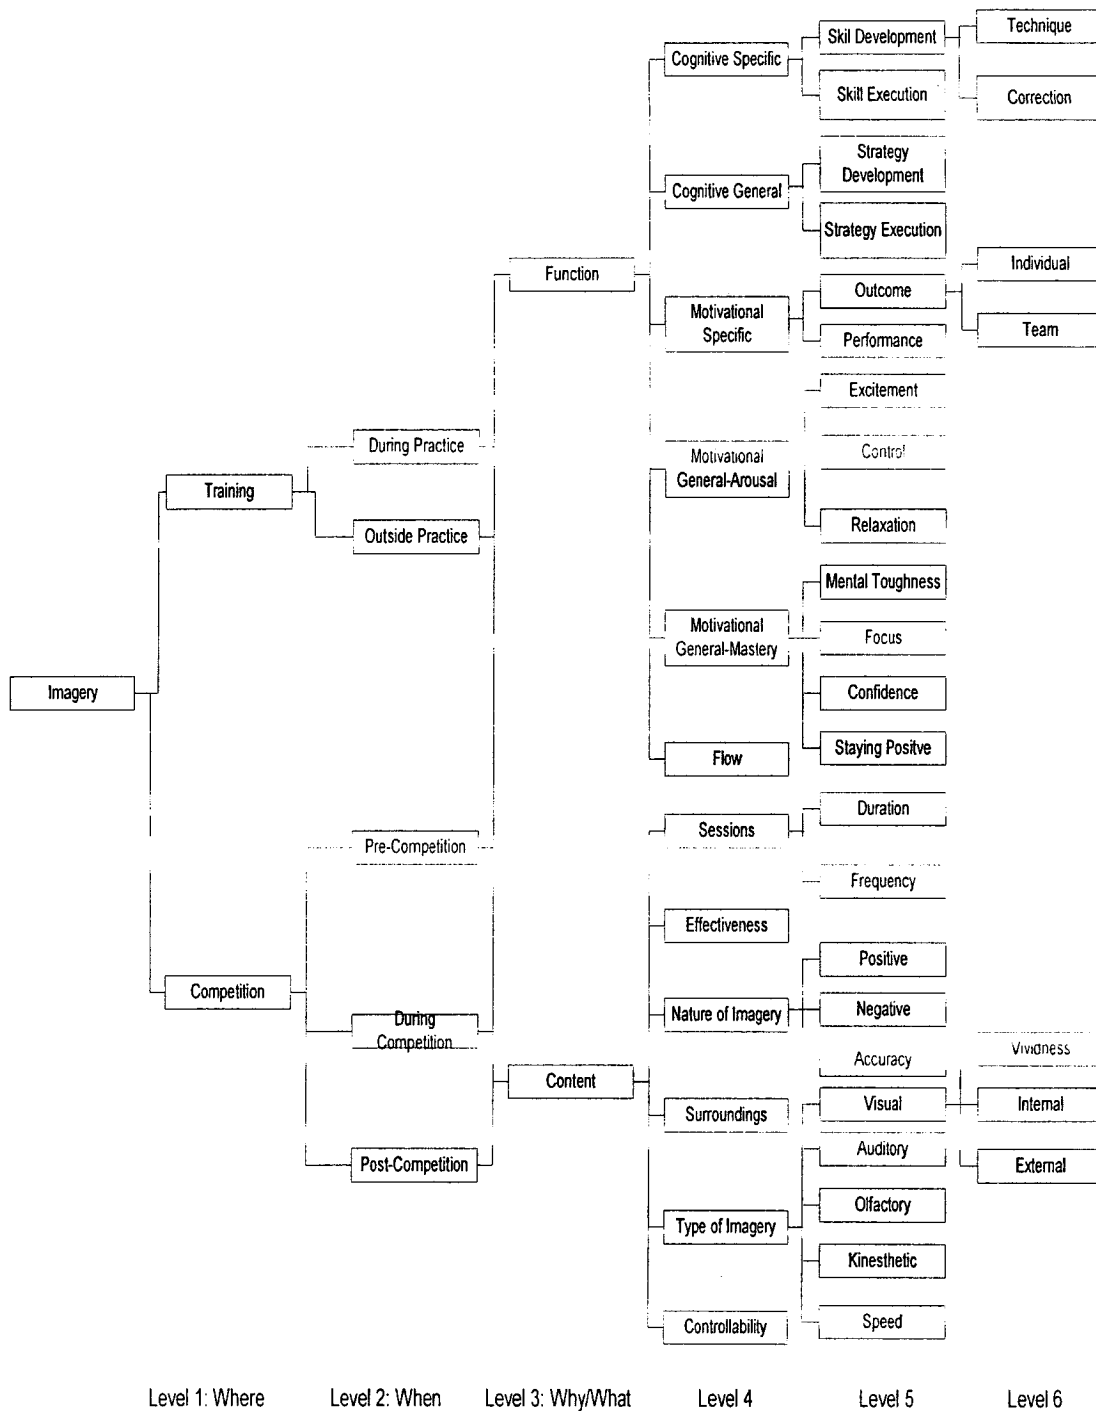 Technique
Skil Development
Cognitive Specific
Skill Execution
Correction
Strategy
Development
Cognitive General
Strategy Execution
Individual
Function
Outcome
Motivational
Specific
Team
Performance
Excitement
During Practice
Control
Motivational
General-Arousal
Training
Relaxation
Outside Practice
Mental Toughness
Motivational
General-Mastery
Focus
Imagery
Confidence
Staying Positve
Flow
Duration
Sessions
Pre-Competition
Frequency
Effectiveness
Positive
Competition
Nature of Imagery
Negative
During
Competition
Vividness
Accuracy
Content
Visual
Internal
Surroundings
Auditory
Post-Competition
External
Olfactory
Type of Imagery
Kinesthetic
Controllability
Speed
Level 1: Where
Level 2: When
Level 3: Why/What
Level 4
Level 5
Level 6